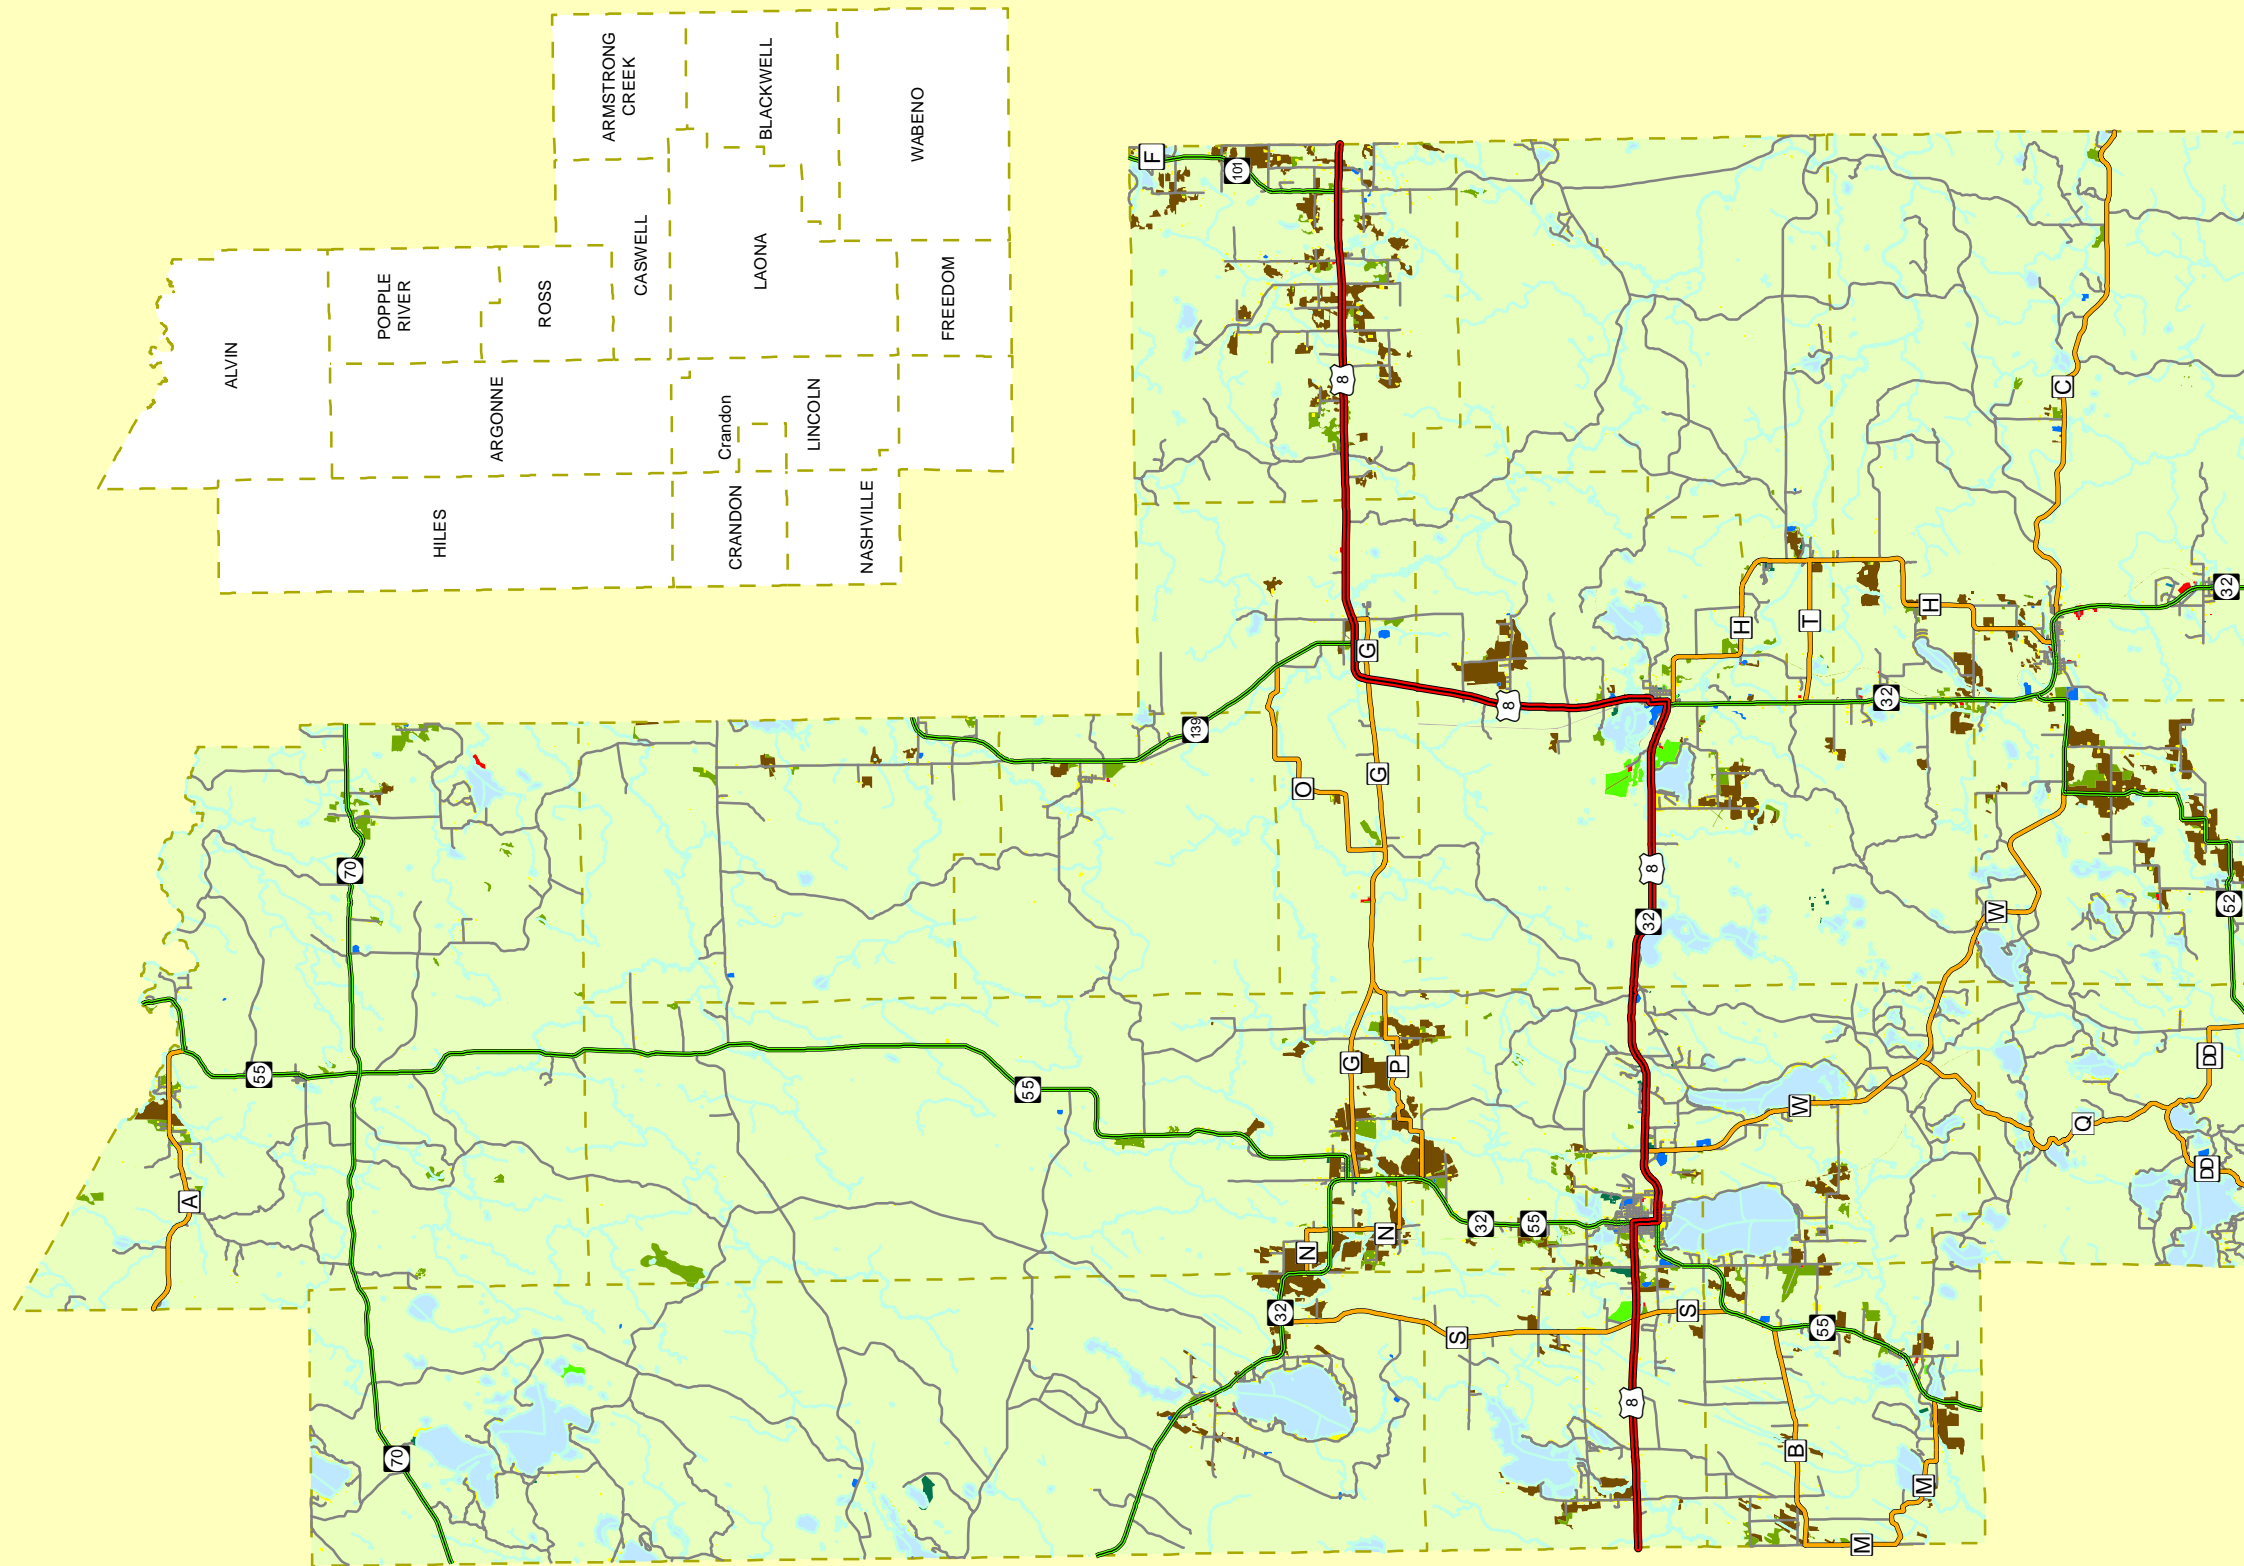 ALVIN
POPPLE
RIVER
ROSS
ARGONNE
HILES
ARMSTRONG
CREEK
CASWELL
BLACKWELL
LAONA
WABENO
Crandon
CRANDON
LINCOLN
NASHVILLE
FREEDOM
F
101
8
139
G
8
O
G
H
T
H
32
C
32
70
8
32
W
52
55
A
55
G
P
W
DD
Q
DD
N
N
32
55
32
S
S
55
70
8
B
M
M